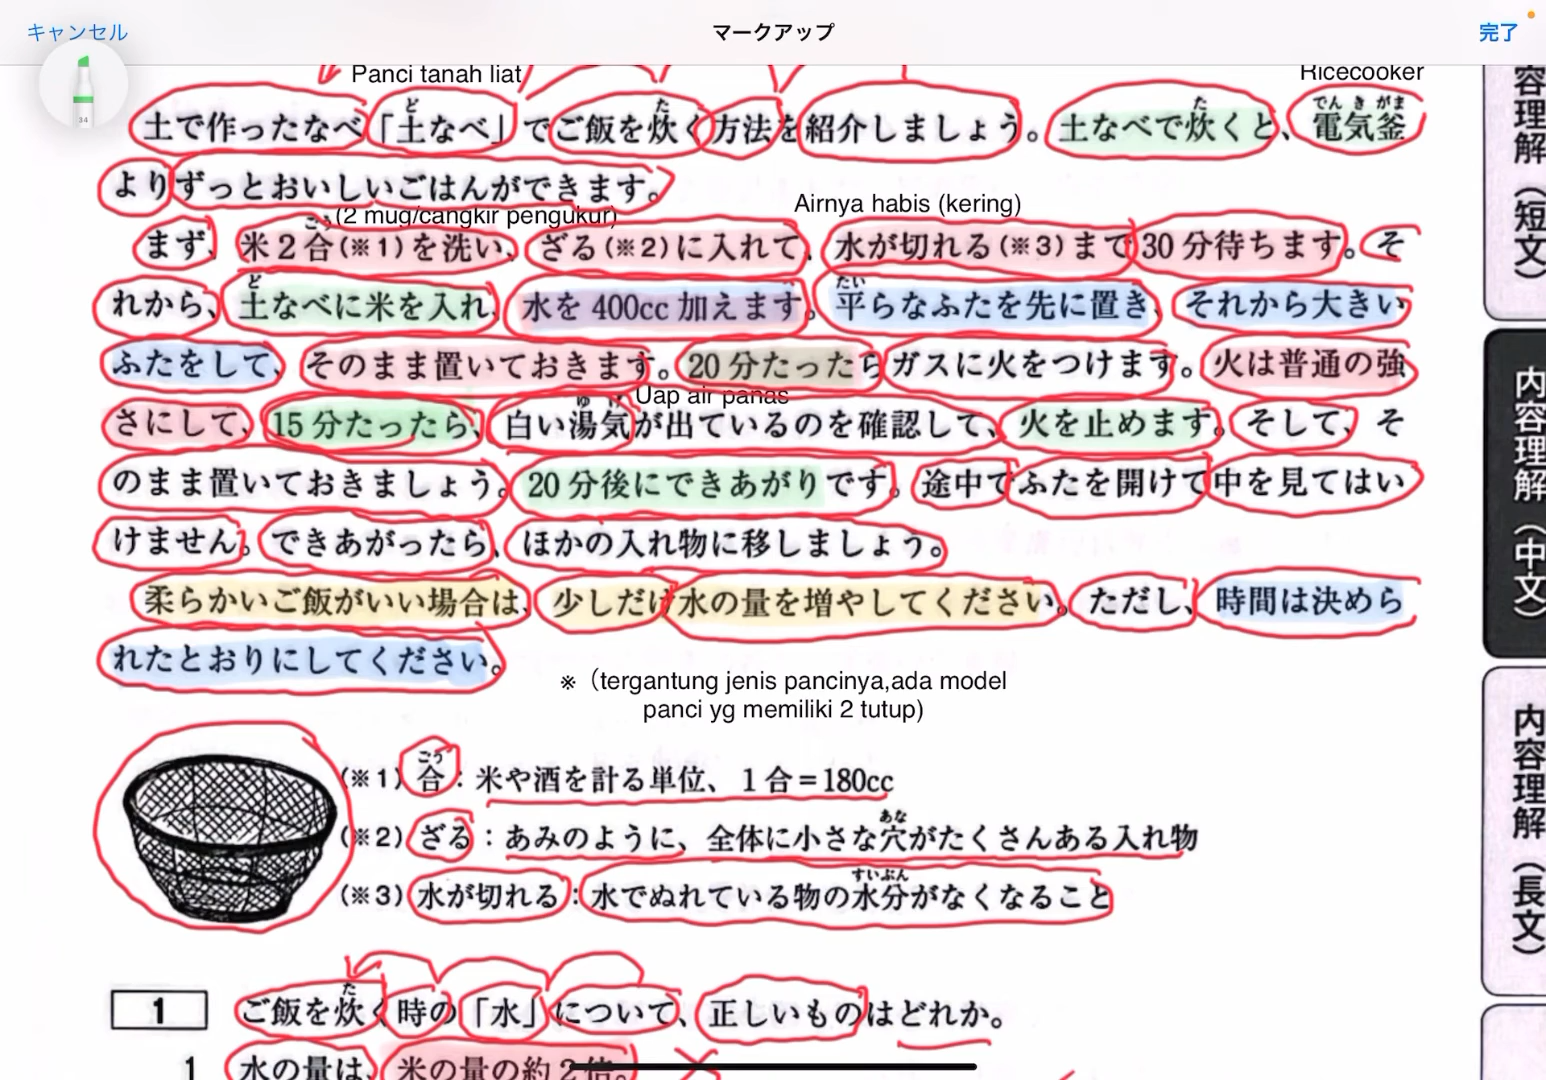 キャンセル
マークアップ
完了
34
Panci tanah liat
Ricecooker
土で作ったなべ「土なべ」でご飯を炊く方法を紹介しましょう。土なべで炊くと、電気釜
よりずっとおいしいごはんができます。
(2 mug/cangkir pengukur)
Airnya habis (kering)
まず、米2合(※1)を洗い、ざる(※2)に入れて、水が切れる(※3)まで30分待ちます。そ
れから、土なべに米を入れ、水を400cc加えます。平らなふたを先に置き、それから大きい
ふたをして、そのまま置いておきます。20分たったらガスに火をつけます。火は普通の強
Uap air panas
さにして、15分たったら、白い湯気が出ているのを確認して、火を止めます。そして、そ
のまま置いておきましょう。20分後にできあがりです。途中でふたを開けて中を見てはい
けません。できあがったら、ほかの入れ物に移しましょう。
柔らかいご飯がいい場合は、少しだけ水の量を増やしてください。ただし、時間は決めら
れたとおりにしてください。
※（tergantung jenis pancinya,ada model
panci yg memiliki 2 tutup)
(※1) 合：米や酒を計る単位、1合＝180cc
(※2) ざる：あみのように、全体に小さな穴がたくさんある入れ物
(※3) 水が切れる：水でぬれている物の水分がなくなること
1 ご飯を炊く時の「水」について、正しいものはどれか。
1 水の量は、米の量の約2倍。
内容理解（短文）
内容理解（中文）
内容理解（長文）